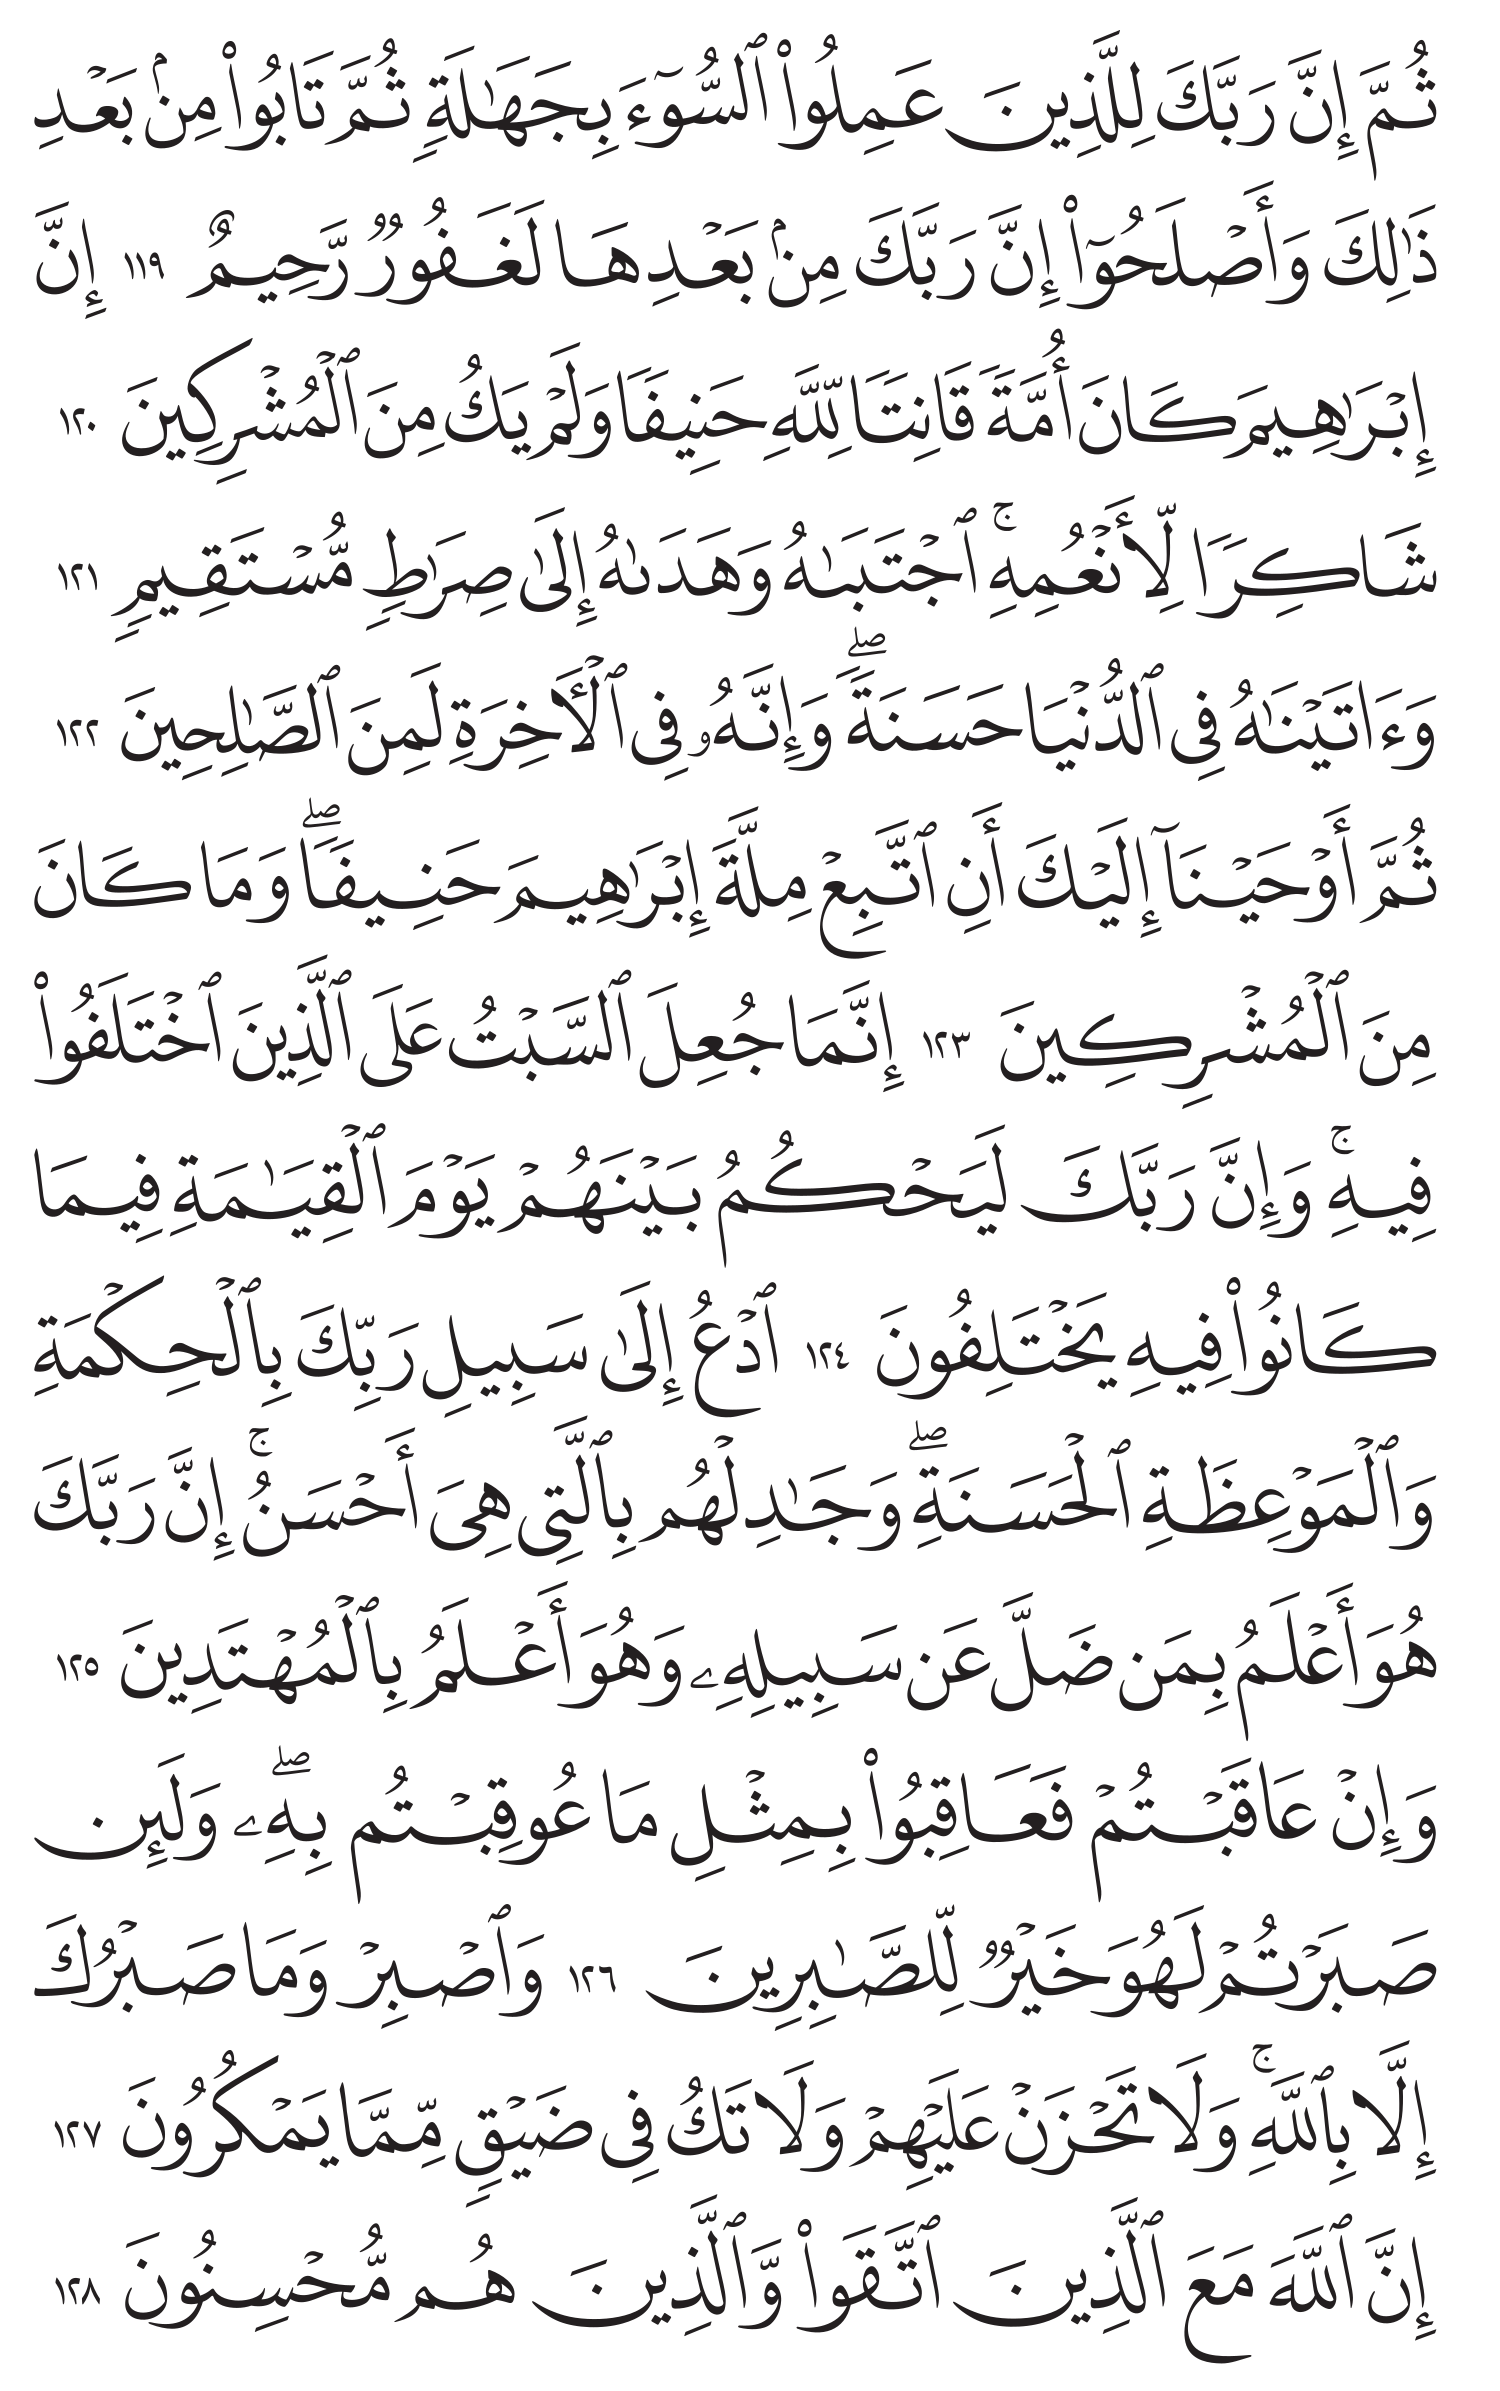 ثُمَّ إِنَّ رَبَّكَ لِلَّذِينَ عَمِلُوا۟ ٱلسُّوٓءَ بِجَهَٰلَةٍۢ ثُمَّ تَابُوا۟ مِنۢ بَعْدِ
ذَٰلِكَ وَأَصْلَحُوٓا۟ إِنَّ رَبَّكَ مِنۢ بَعْدِهَا لَغَفُورٌۭ رَّحِيمٌ ١١٩ إِنَّ
إِبْرَٰهِيمَ كَانَ أُمَّةًۭ قَانِتًۭا لِّلَّهِ حَنِيفًۭا وَلَمْ يَكُ مِنَ ٱلْمُشْرِكِينَ ١٢٠
شَاكِرًۭا لِّأَنْعُمِهِ ۚ ٱجْتَبَىٰهُ وَهَدَىٰهُ إِلَىٰ صِرَٰطٍۢ مُّسْتَقِيمٍۢ ١٢١
وَءَاتَيْنَٰهُ فِى ٱلدُّنْيَا حَسَنَةًۭ ۖ وَإِنَّهُۥ فِى ٱلْءَاخِرَةِ لَمِنَ ٱلصَّٰلِحِينَ ١٢٢
ثُمَّ أَوْحَيْنَآ إِلَيْكَ أَنِ ٱتَّبِعْ مِلَّةَ إِبْرَٰهِيمَ حَنِيفًۭا ۖ وَمَا كَانَ
مِنَ ٱلْمُشْرِكِينَ ١٢٣ إِنَّمَا جُعِلَ ٱلسَّبْتُ عَلَى ٱلَّذِينَ ٱخْتَلَفُوا۟
فِيهِ ۚ وَإِنَّ رَبَّكَ لَيَحْكُمُ بَيْنَهُمْ يَوْمَ ٱلْقِيَٰمَةِ فِيمَا
كَانُوا۟ فِيهِ يَخْتَلِفُونَ ١٢٤ ٱدْعُ إِلَىٰ سَبِيلِ رَبِّكَ بِٱلْحِكْمَةِ
وَٱلْمَوْعِظَةِ ٱلْحَسَنَةِ ۖ وَجَٰدِلْهُم بِٱلَّتِى هِىَ أَحْسَنُ ۚ إِنَّ رَبَّكَ
هُوَ أَعْلَمُ بِمَن ضَلَّ عَن سَبِيلِهِۦ وَهُوَ أَعْلَمُ بِٱلْمُهْتَدِينَ ١٢٥
وَإِنْ عَاقَبْتُمْ فَعَاقِبُوا۟ بِمِثْلِ مَا عُوقِبْتُم بِهِۦ ۖ وَلَئِن
صَبَرْتُمْ لَهُوَ خَيْرٌۭ لِّلصَّٰبِرِينَ ١٢٦ وَٱصْبِرْ وَمَا صَبْرُكَ
إِلَّا بِٱللَّهِ ۚ وَلَا تَحْزَنْ عَلَيْهِمْ وَلَا تَكُ فِى ضَيْقٍۢ مِّمَّا يَمْكُرُونَ ١٢٧
إِنَّ ٱللَّهَ مَعَ ٱلَّذِينَ ٱتَّقَوا۟ وَّٱلَّذِينَ هُم مُّحْسِنُونَ ١٢٨